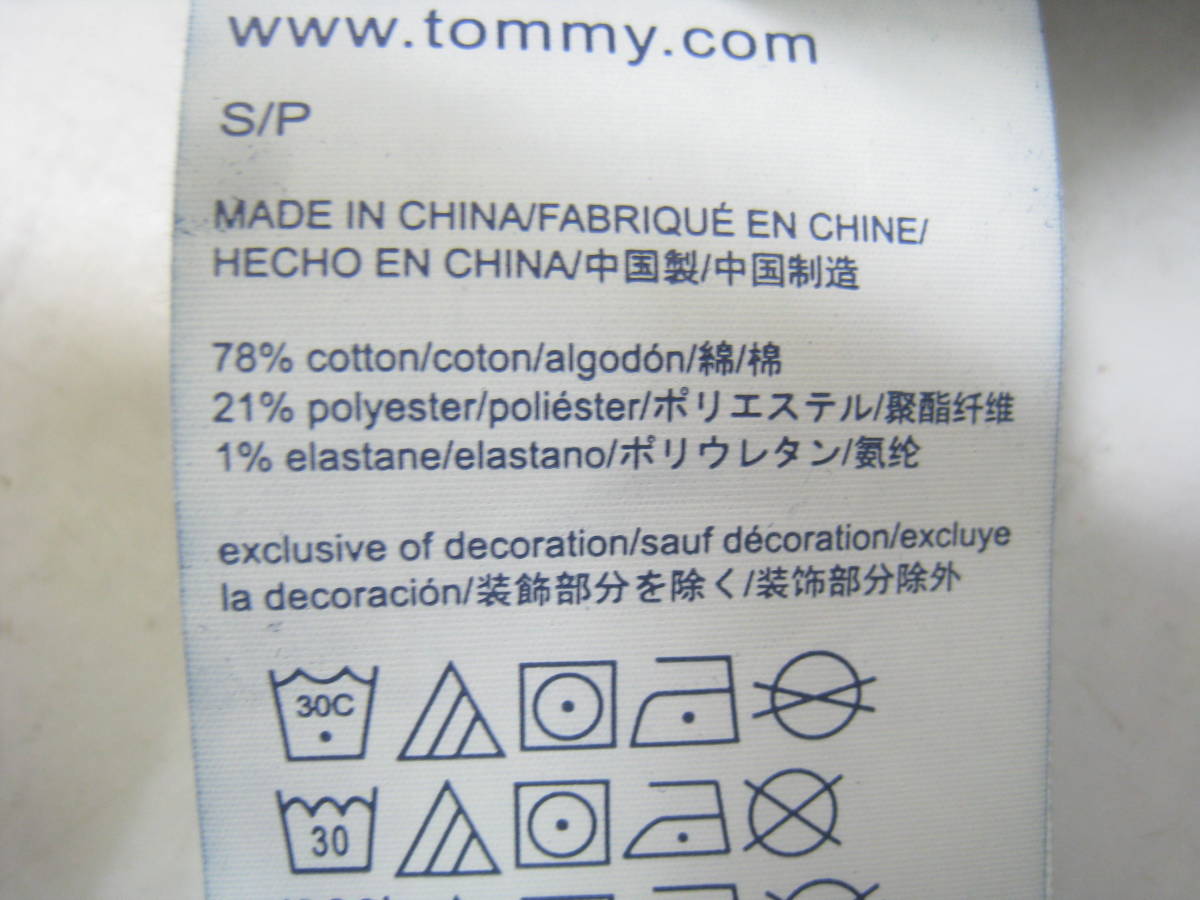 www.tommy.com
S/P
MADE IN CHINA/FABRIQUÉ EN CHINE/
HECHO EN CHINA/中国製/中国制造
78% cotton/coton/algodón/綿/棉
21% polyester/poliéster/ポリエステル/聚酯纤维
1% elastane/elastano/ポリウレタン/氨纶
exclusive of decoration/sauf décoration/excluye
la decoración/装飾部分を除く/装饰部分除外
30C
30